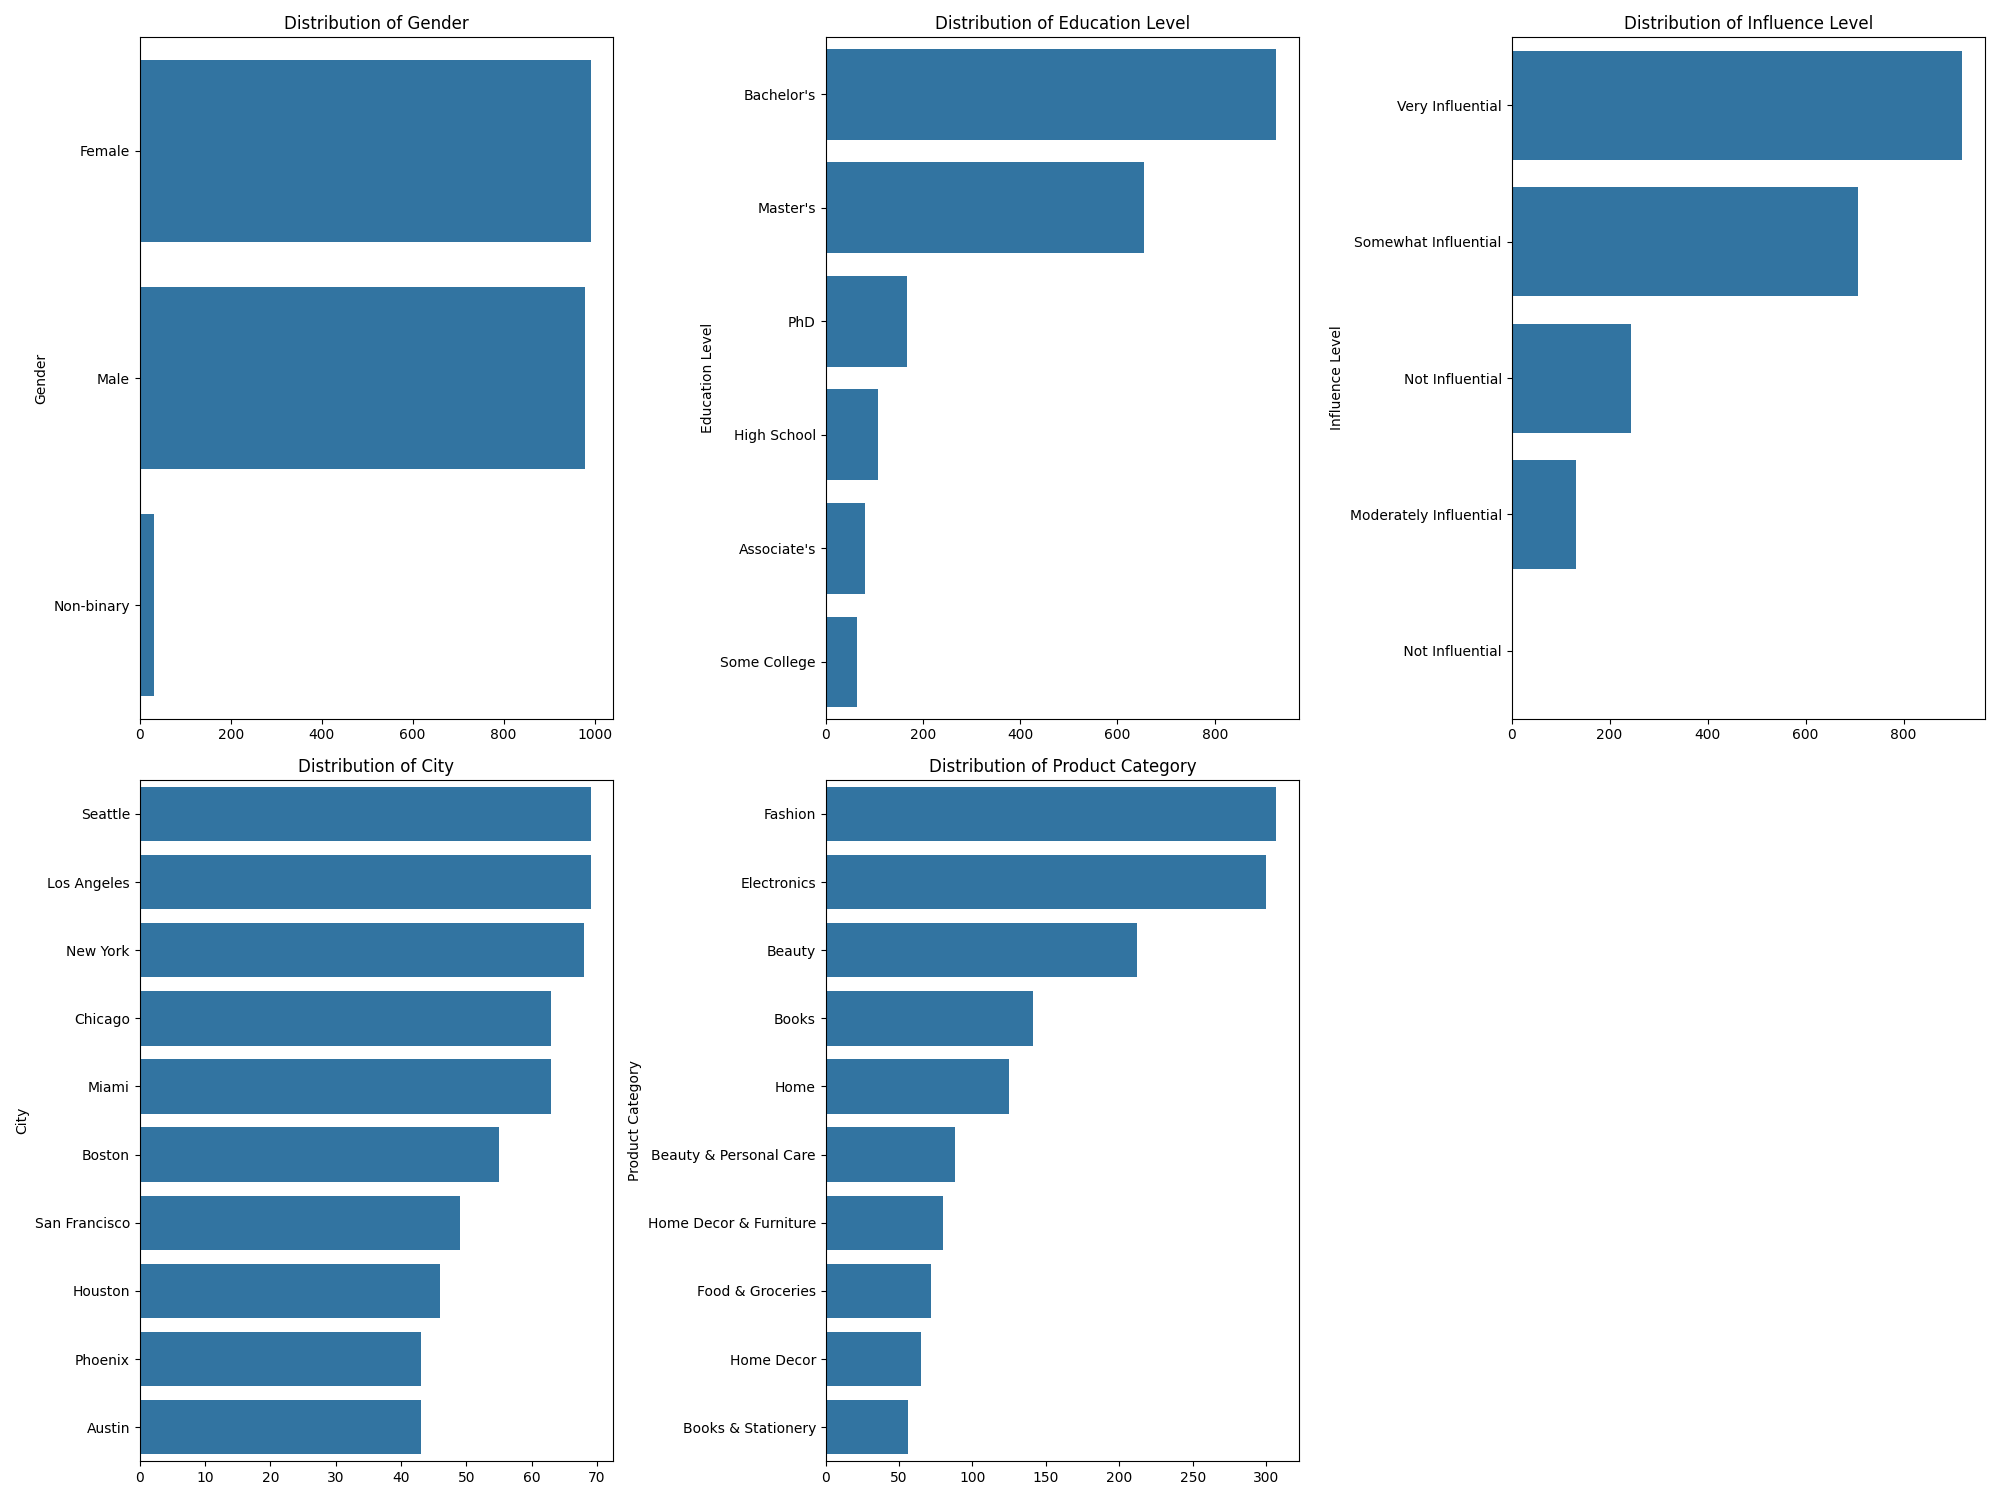 Distribution of Gender
Gender
Female
Male
Non-binary
0 200 400 600 800 1000
Distribution of Education Level
Education Level
Bachelor's
Master's
PhD
High School
Associate's
Some College
0 200 400 600 800
Distribution of Influence Level
Influence Level
Very Influential
Somewhat Influential
Not Influential
Moderately Influential
Not Influential
0 200 400 600 800
Distribution of City
City
Seattle
Los Angeles
New York
Chicago
Miami
Boston
San Francisco
Houston
Phoenix
Austin
0 10 20 30 40 50 60 70
Distribution of Product Category
Product Category
Fashion
Electronics
Beauty
Books
Home
Beauty & Personal Care
Home Decor & Furniture
Food & Groceries
Home Decor
Books & Stationery
0 50 100 150 200 250 300